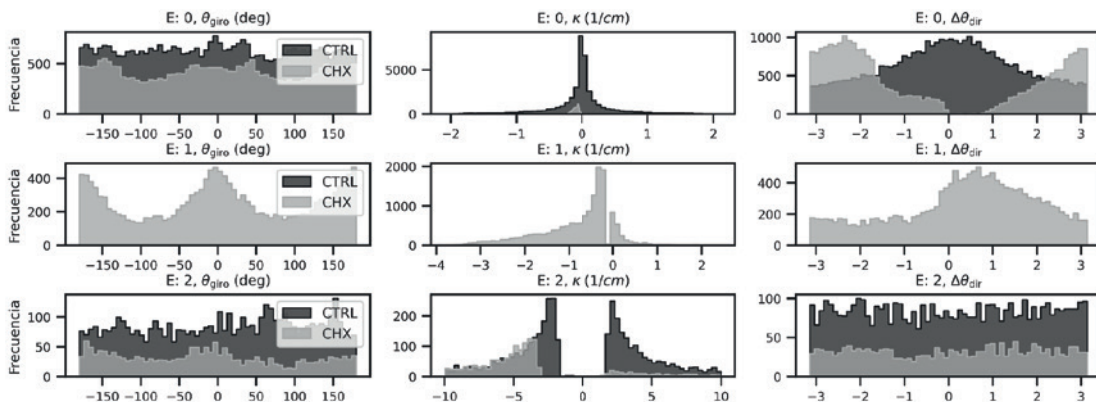 E: 0, θgiro (deg)
E: 0, κ (1/cm)
E: 0, Δθdir
Frecuencia
500
0
CTRL
CHX
−150 −100 −50 0 50 100 150
5000
0
−2 −1 0 1 2
1000
500
0
−3 −2 −1 0 1 2 3
E: 1, θgiro (deg)
E: 1, κ (1/cm)
E: 1, Δθdir
Frecuencia
400
200
0
CTRL
CHX
−150 −100 −50 0 50 100 150
2000
1000
0
−4 −3 −2 −1 0 1 2
400
200
0
−3 −2 −1 0 1 2 3
E: 2, θgiro (deg)
E: 2, κ (1/cm)
E: 2, Δθdir
Frecuencia
100
50
0
CTRL
CHX
−150 −100 −50 0 50 100 150
200
100
0
−10 −5 0 5 10
100
50
0
−3 −2 −1 0 1 2 3